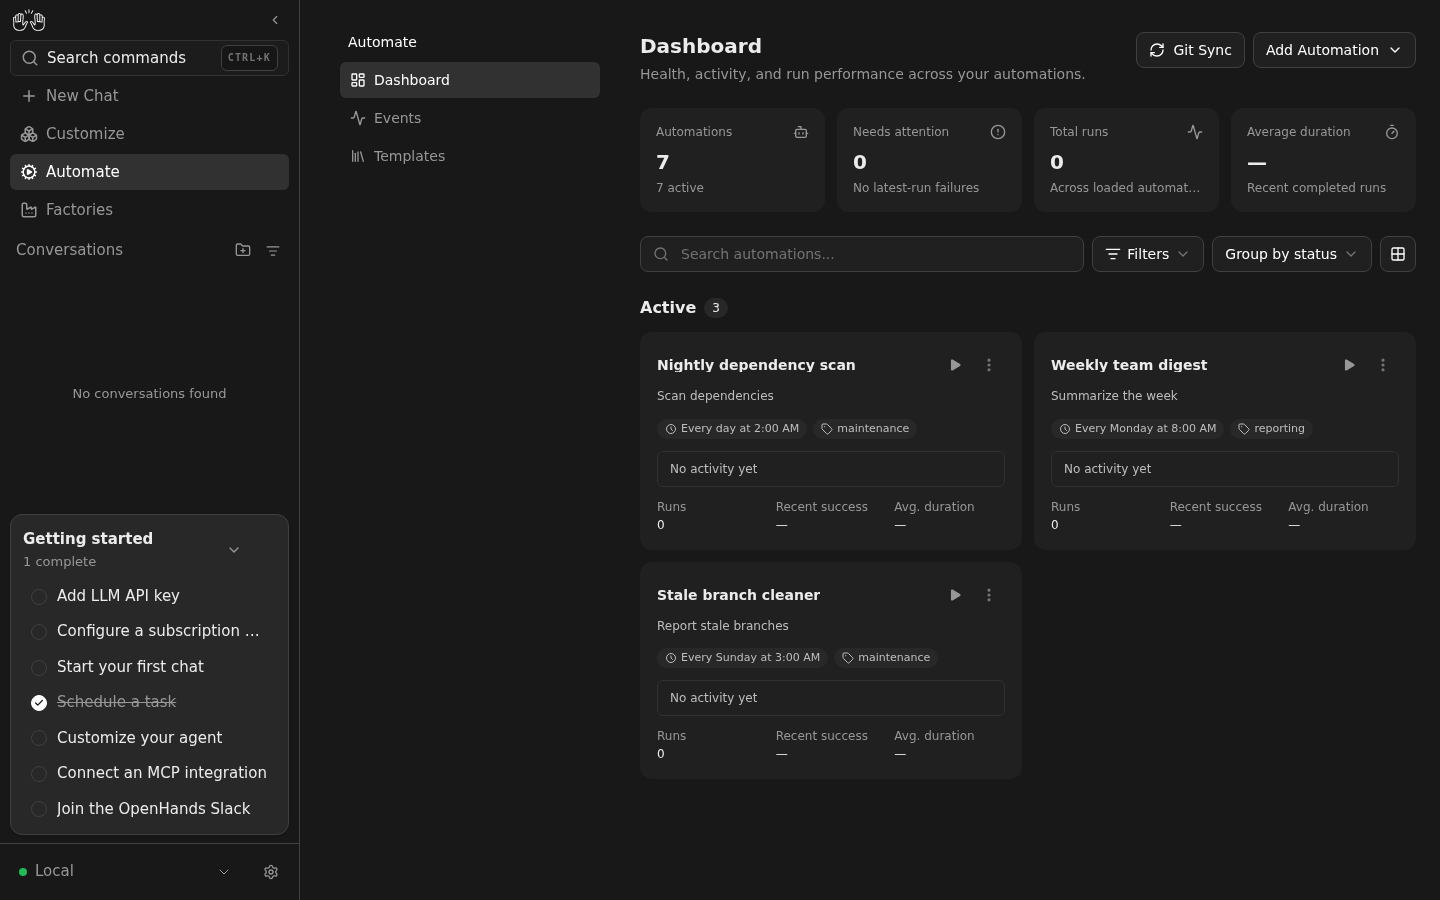 Search commands
CTRL+K
New Chat
Customize
Automate
Factories
Conversations
No conversations found
Getting started
1 complete
Add LLM API key
Configure a subscription ...
Start your first chat
Schedule a task
Customize your agent
Connect an MCP integration
Join the OpenHands Slack
Local
Automate
Dashboard
Events
Templates
Dashboard
Health, activity, and run performance across your automations.
Git Sync
Add Automation
Automations
7
7 active
Needs attention
0
No latest-run failures
Total runs
0
Across loaded automat...
Average duration
—
Recent completed runs
Search automations...
Filters
Group by status
Active 3
Nightly dependency scan
Scan dependencies
Every day at 2:00 AM
maintenance
No activity yet
Runs
0
Recent success
—
Avg. duration
—
Weekly team digest
Summarize the week
Every Monday at 8:00 AM
reporting
No activity yet
Runs
0
Recent success
—
Avg. duration
—
Stale branch cleaner
Report stale branches
Every Sunday at 3:00 AM
maintenance
No activity yet
Runs
0
Recent success
—
Avg. duration
—